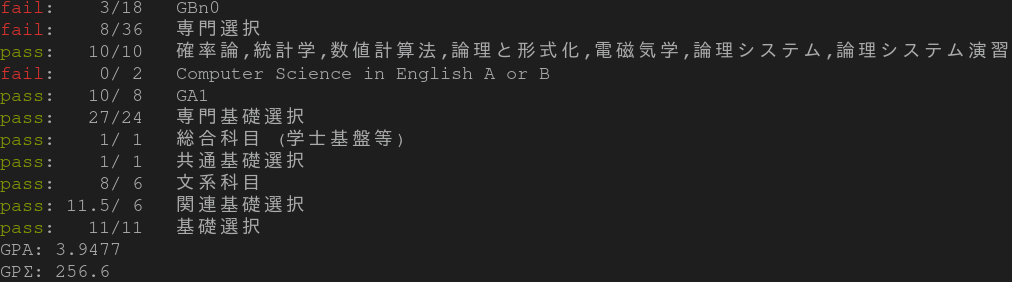 fail:    3/18   GBn0
fail:    8/36   専門選択
pass:   10/10   確率論,統計学,数値計算法,論理と形式化,電磁気学,論理システム,論理システム演習
fail:    0/ 2   Computer Science in English A or B
pass:   10/ 8   GA1
pass:   27/24   専門基礎選択
pass:    1/ 1   総合科目 (学士基盤等)
pass:    1/ 1   共通基礎選択
pass:    8/ 6   文系科目
pass: 11.5/ 6   関連基礎選択
pass:   11/11   基礎選択
GPA: 3.9477
GPΣ: 256.6